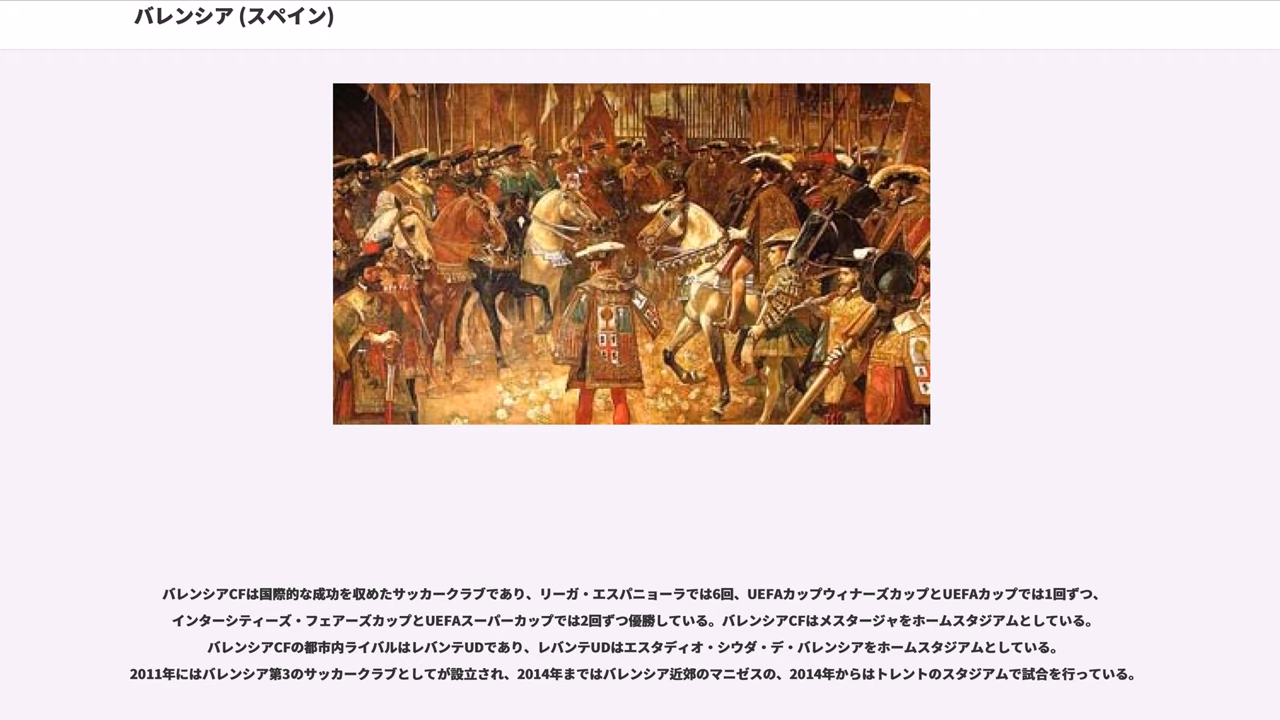 バレンシア (スペイン)
バレンシアCFは国際的な成功を収めたサッカークラブであり、リーガ・エスパニョーラでは6回、UEFAカップウィナーズカップとUEFAカップでは1回ずつ、
インターシティーズ・フェアーズカップとUEFAスーパーカップでは2回ずつ優勝している。バレンシアCFはメスタージャをホームスタジアムとしている。
バレンシアCFの都市内ライバルはレバンテUDであり、レバンテUDはエスタディオ・シウダ・デ・バレンシアをホームスタジアムとしている。
2011年にはバレンシア第3のサッカークラブとしてが設立され、2014年まではバレンシア近郊のマニゼスの、2014年からはトレントのスタジアムで試合を行っている。